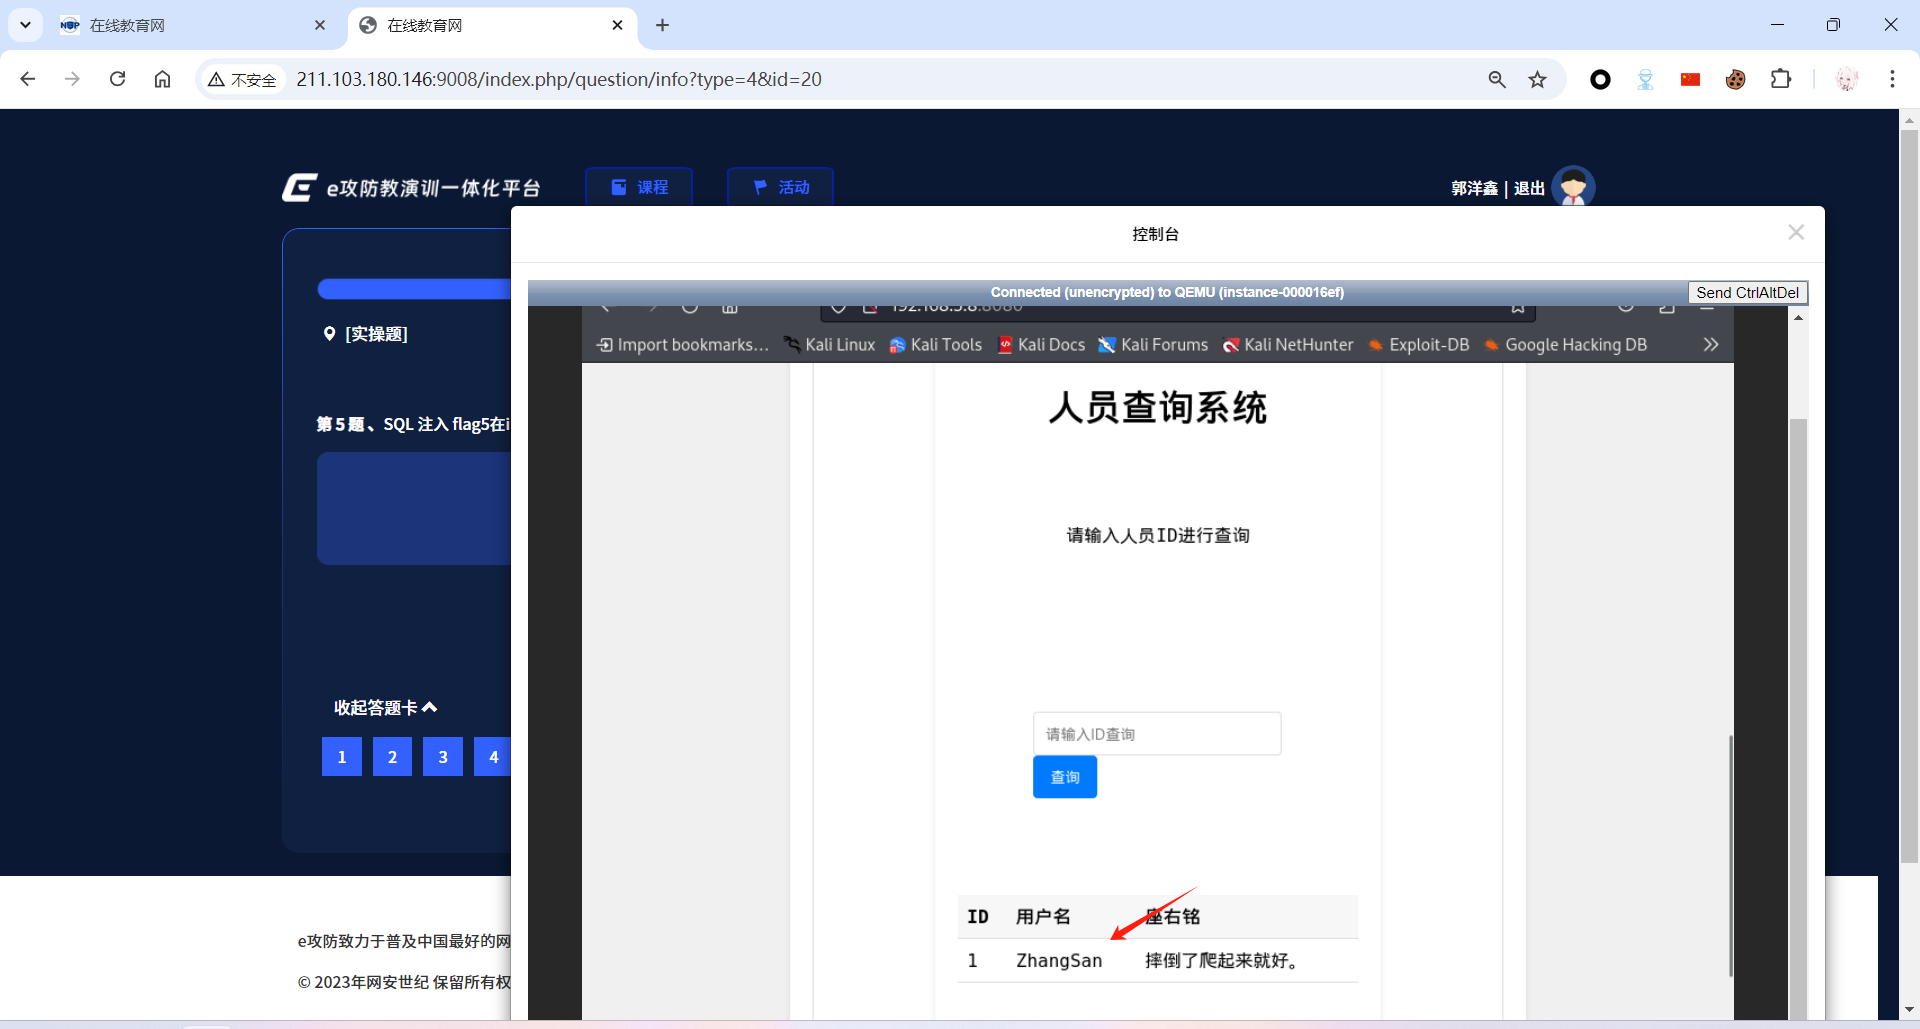 在线教育网
在线教育网
不安全
211.103.180.146:9008/index.php/question/info?type=4&id=20
e攻防教演训一体化平台
课程
活动
郭洋鑫 | 退出
控制台
Connected (unencrypted) to QEMU (instance-000016ef)
Send CtrlAltDel
[实操题]
Import bookmarks...
Kali Linux
Kali Tools
Kali Docs
Kali Forums
Kali NetHunter
Exploit-DB
Google Hacking DB
人员查询系统
第 5 题 、SQL 注入 flag5在i
请输入人员ID进行查询
收起答题卡
请输入ID查询
1 2 3 4
查询
ID 用户名 座右铭
1 ZhangSan 摔倒了爬起来就好。
e攻防致力于普及中国最好的网
© 2023年网安世纪 保留所有权